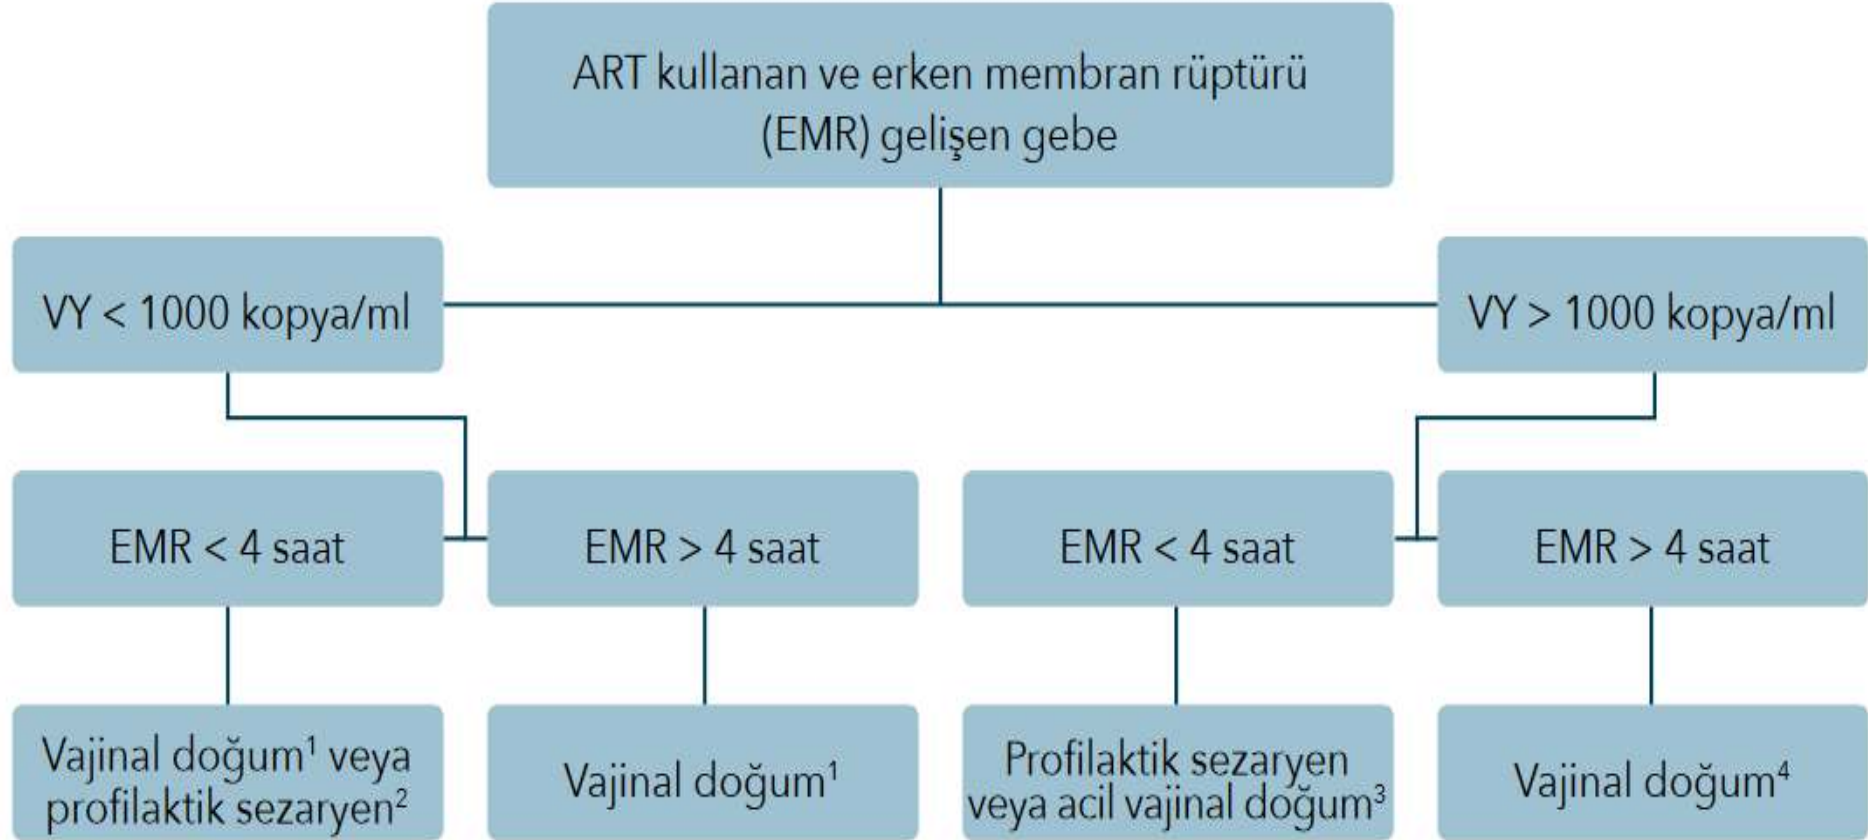 ART kullanan ve erken membran rüptürü
(EMR) gelişen gebe
VY < 1000 kopya/ml
VY > 1000 kopya/ml
EMR < 4 saat
EMR > 4 saat
EMR < 4 saat
EMR > 4 saat
Vajinal doğum¹ veya
profilaktik sezaryen²
Vajinal doğum¹
Profilaktik sezaryen
veya acil vajinal doğum³
Vajinal doğum⁴